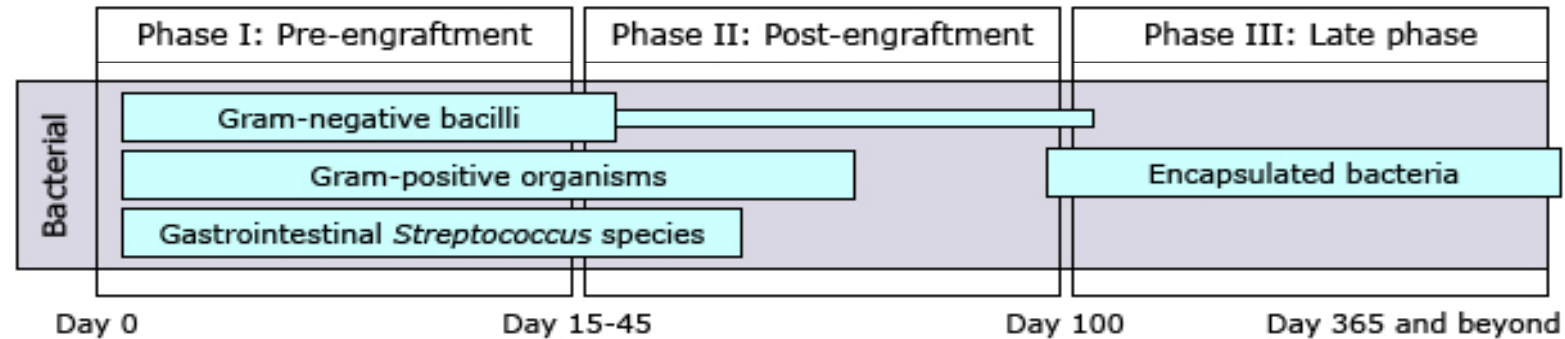 Phase I: Pre-engraftment
Phase II: Post-engraftment
Phase III: Late phase
Bacterial
Gram-negative bacilli
Gram-positive organisms
Encapsulated bacteria
Gastrointestinal Streptococcus species
Day 0
Day 15-45
Day 100
Day 365 and beyond